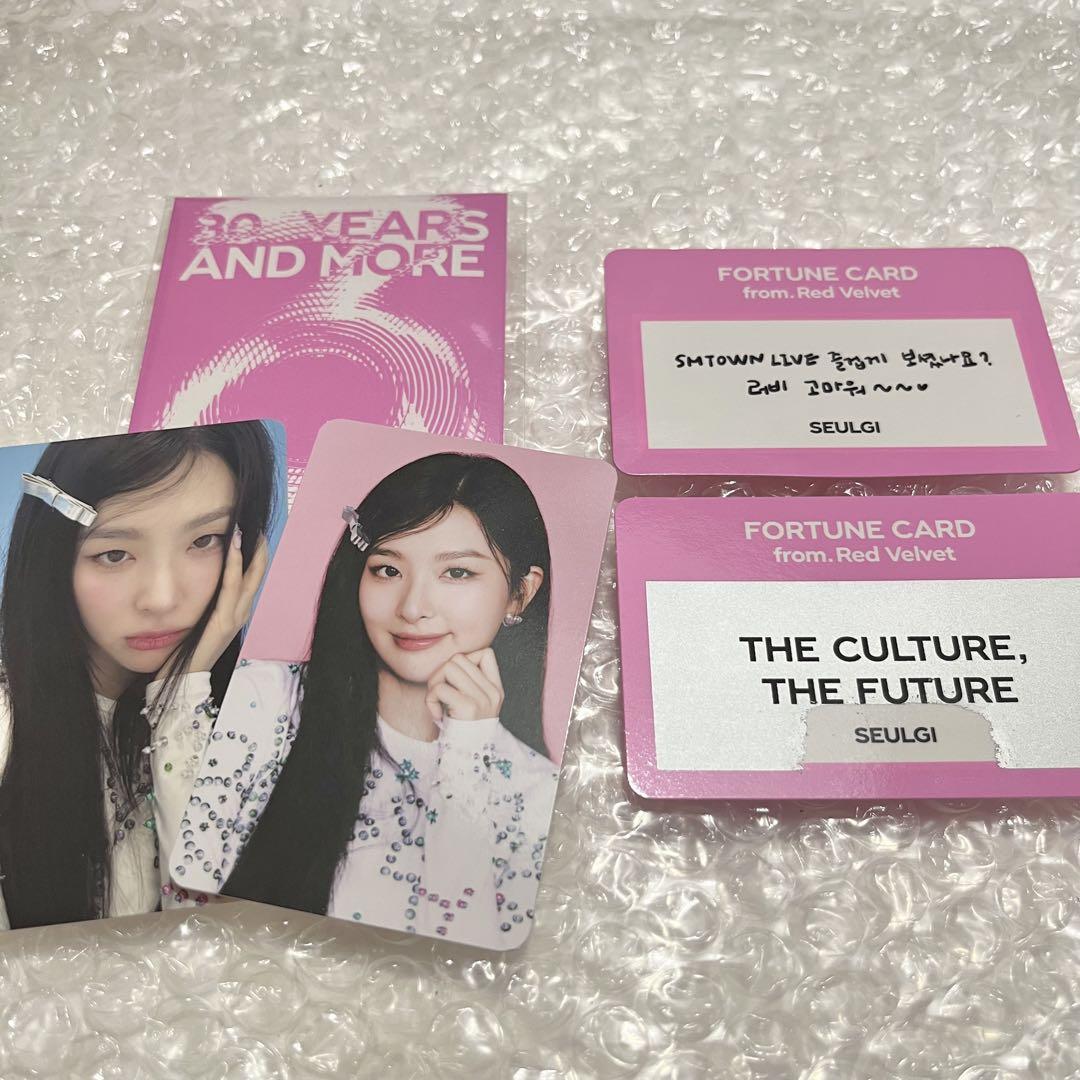 30 YEARS
AND MORE
FORTUNE CARD
from. Red Velvet
SMTOWN LIVE 즐겁게 보셨나요?
러비 고마워~~♥
SEULGI
FORTUNE CARD
from. Red Velvet
THE CULTURE,
THE FUTURE
SEULGI